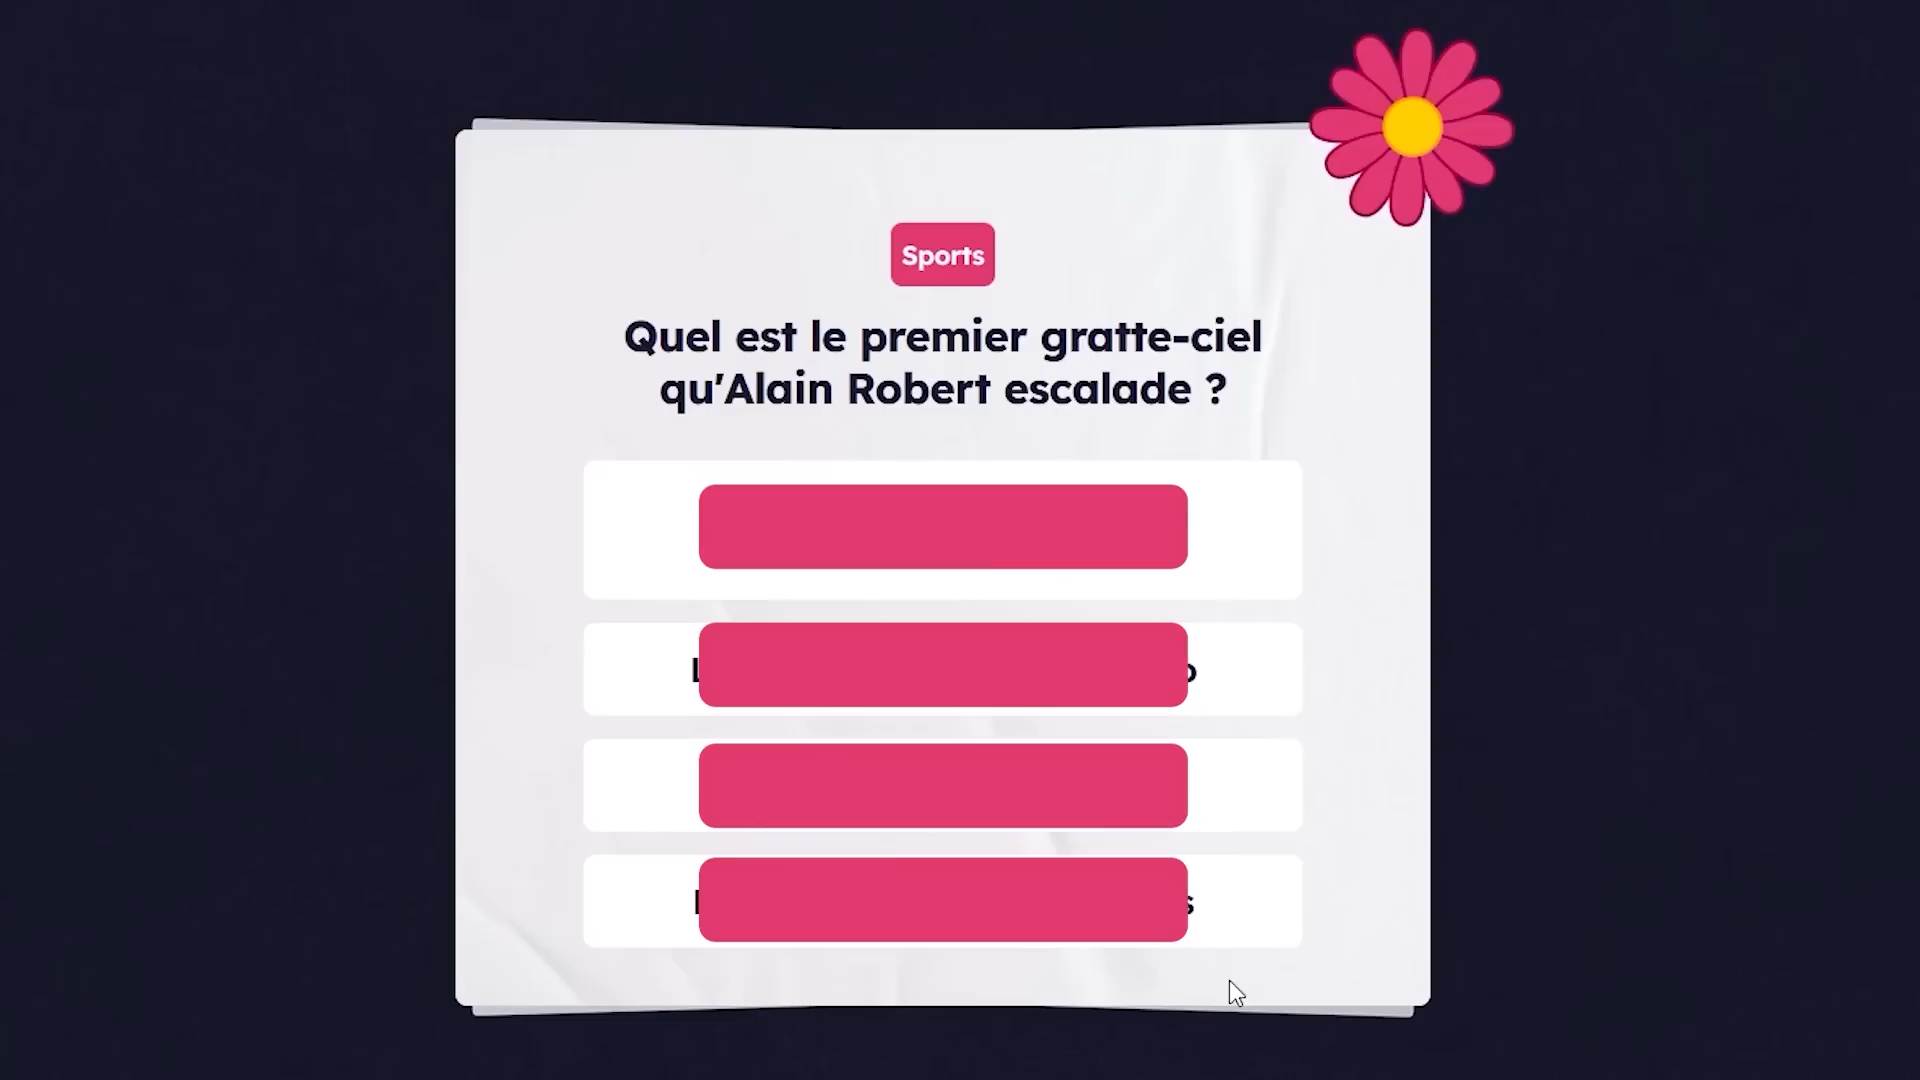 Sports
Quel est le premier gratte-ciel
qu'Alain Robert escalade ?